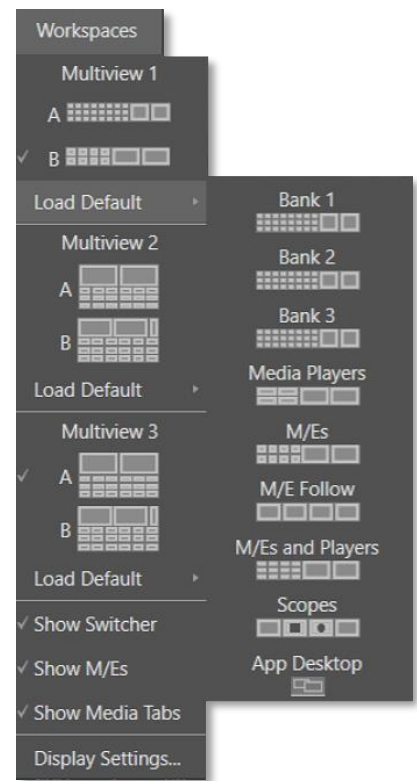 Workspaces
Multiview 1
A
B
Load Default
Multiview 2
A
B
Load Default
Multiview 3
A
B
Load Default
Show Switcher
Show M/Es
Show Media Tabs
Display Settings...
Bank 1
Bank 2
Bank 3
Media Players
M/Es
M/E Follow
M/Es and Players
Scopes
App Desktop